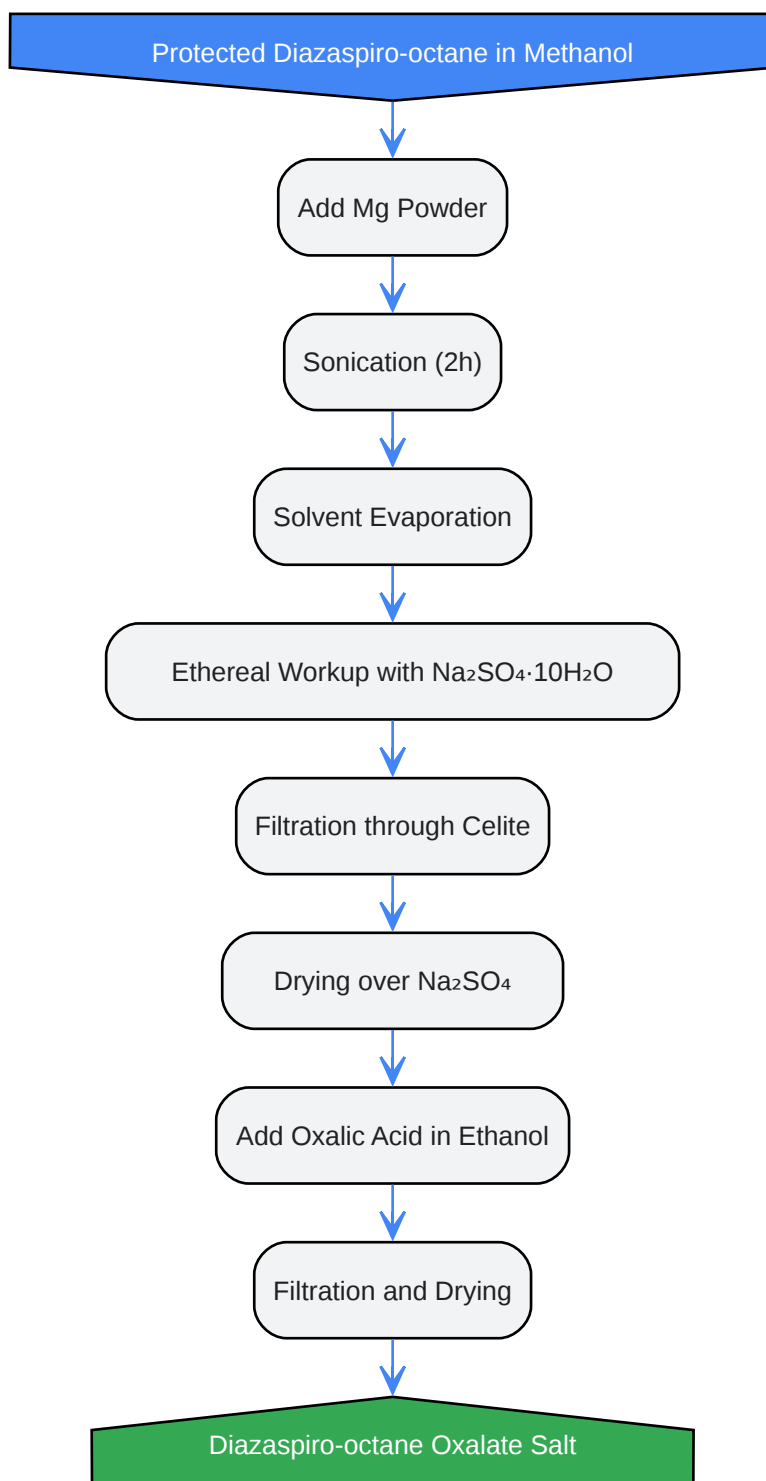 Protected Diazaspiro-octane in Methanol
Add Mg Powder
Sonication (2h)
Solvent Evaporation
Ethereal Workup with Na₂SO₄·10H₂O
Filtration through Celite
Drying over Na₂SO₄
Add Oxalic Acid in Ethanol
Filtration and Drying
Diazaspiro-octane Oxalate Salt